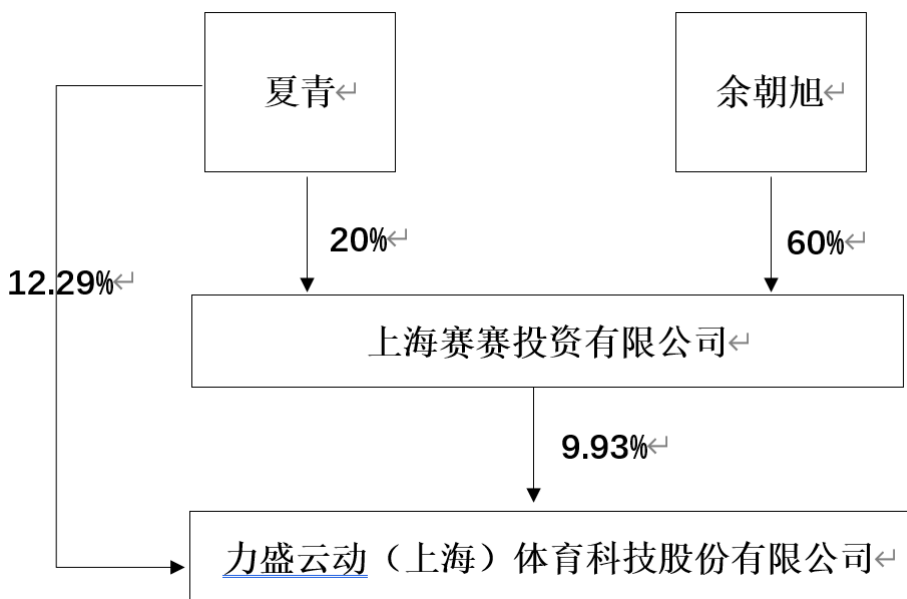 夏青
余朝旭
20%
60%
12.29%
上海赛赛投资有限公司
9.93%
力盛云动（上海）体育科技股份有限公司